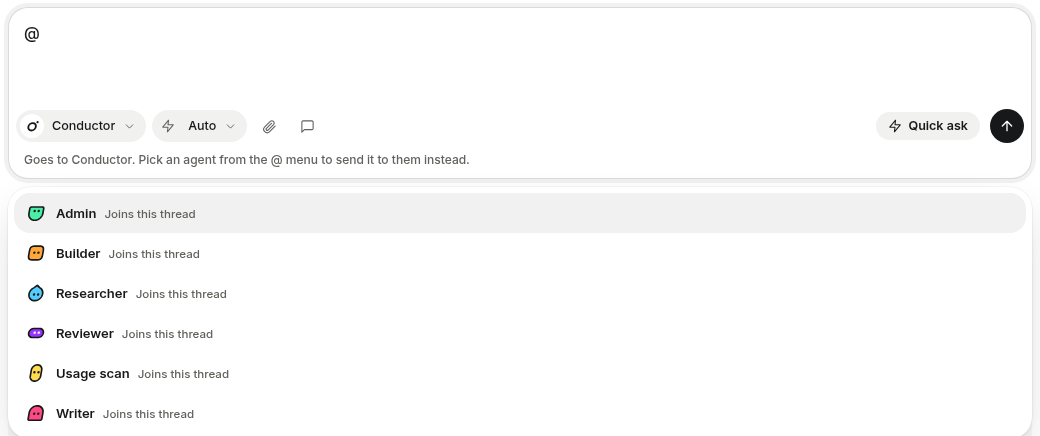 @
Conductor Auto Quick ask
Goes to Conductor. Pick an agent from the @ menu to send it to them instead.
Admin Joins this thread
Builder Joins this thread
Researcher Joins this thread
Reviewer Joins this thread
Usage scan Joins this thread
Writer Joins this thread